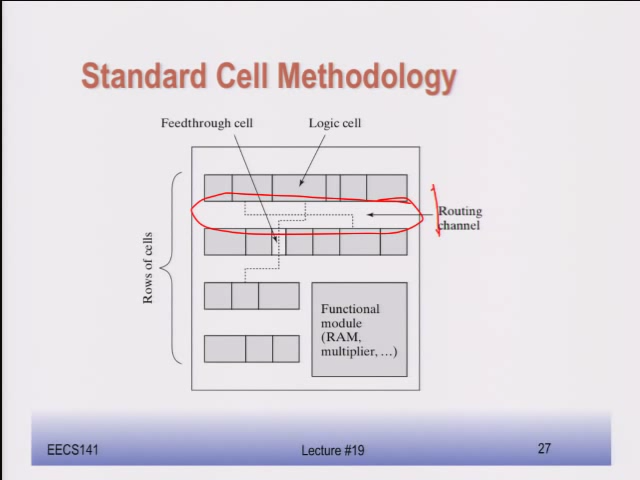 Standard Cell Methodology
Feedthrough cell
Logic cell
Routing
channel
Rows of cells
Functional
module
(RAM,
multiplier, …)
EECS141
Lecture #19
27